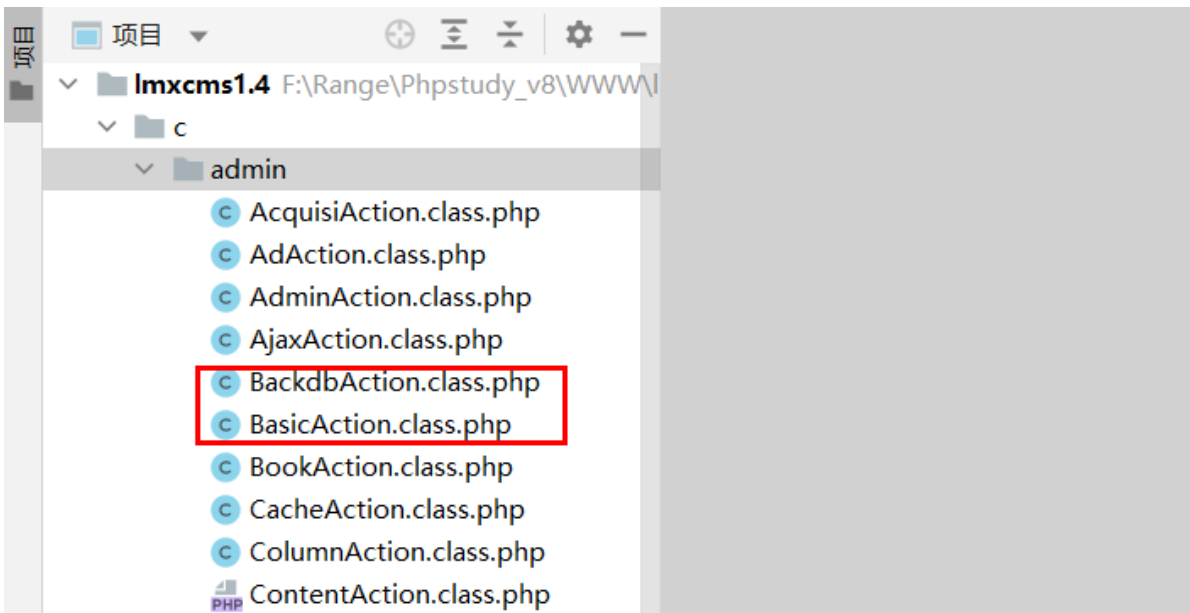 项目
项目
lmxcms1.4 F:\Range\Phpstudy_v8\WWW\l
c
admin
C AcquisiAction.class.php
C AdAction.class.php
C AdminAction.class.php
C AjaxAction.class.php
C BackdbAction.class.php
C BasicAction.class.php
C BookAction.class.php
C CacheAction.class.php
C ColumnAction.class.php
PHP ContentAction.class.php